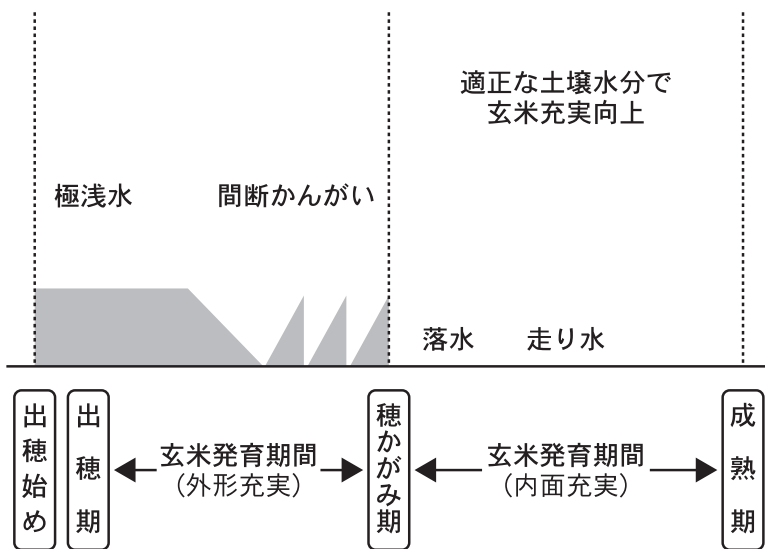 適正な土壌水分で
玄米充実向上
極浅水
間断かんがい
落水
走り水
出穂始め
出穂期
玄米発育期間
（外形充実）
穂かがみ期
玄米発育期間
（内面充実）
成熟期